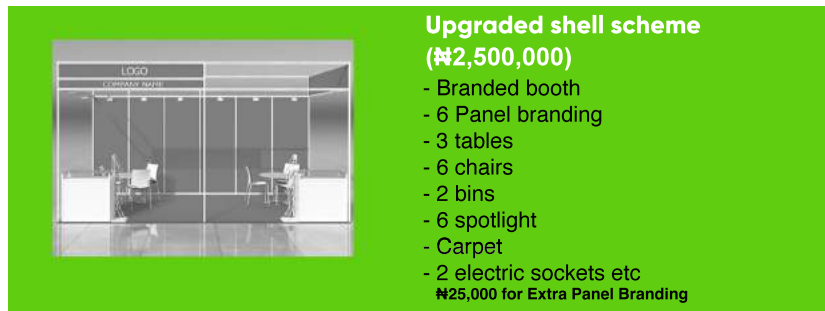 LOGO
COMPANY NAME
Upgraded shell scheme
(₦2,500,000)
- Branded booth
- 6 Panel branding
- 3 tables
- 6 chairs
- 2 bins
- 6 spotlight
- Carpet
- 2 electric sockets etc
₦25,000 for Extra Panel Branding